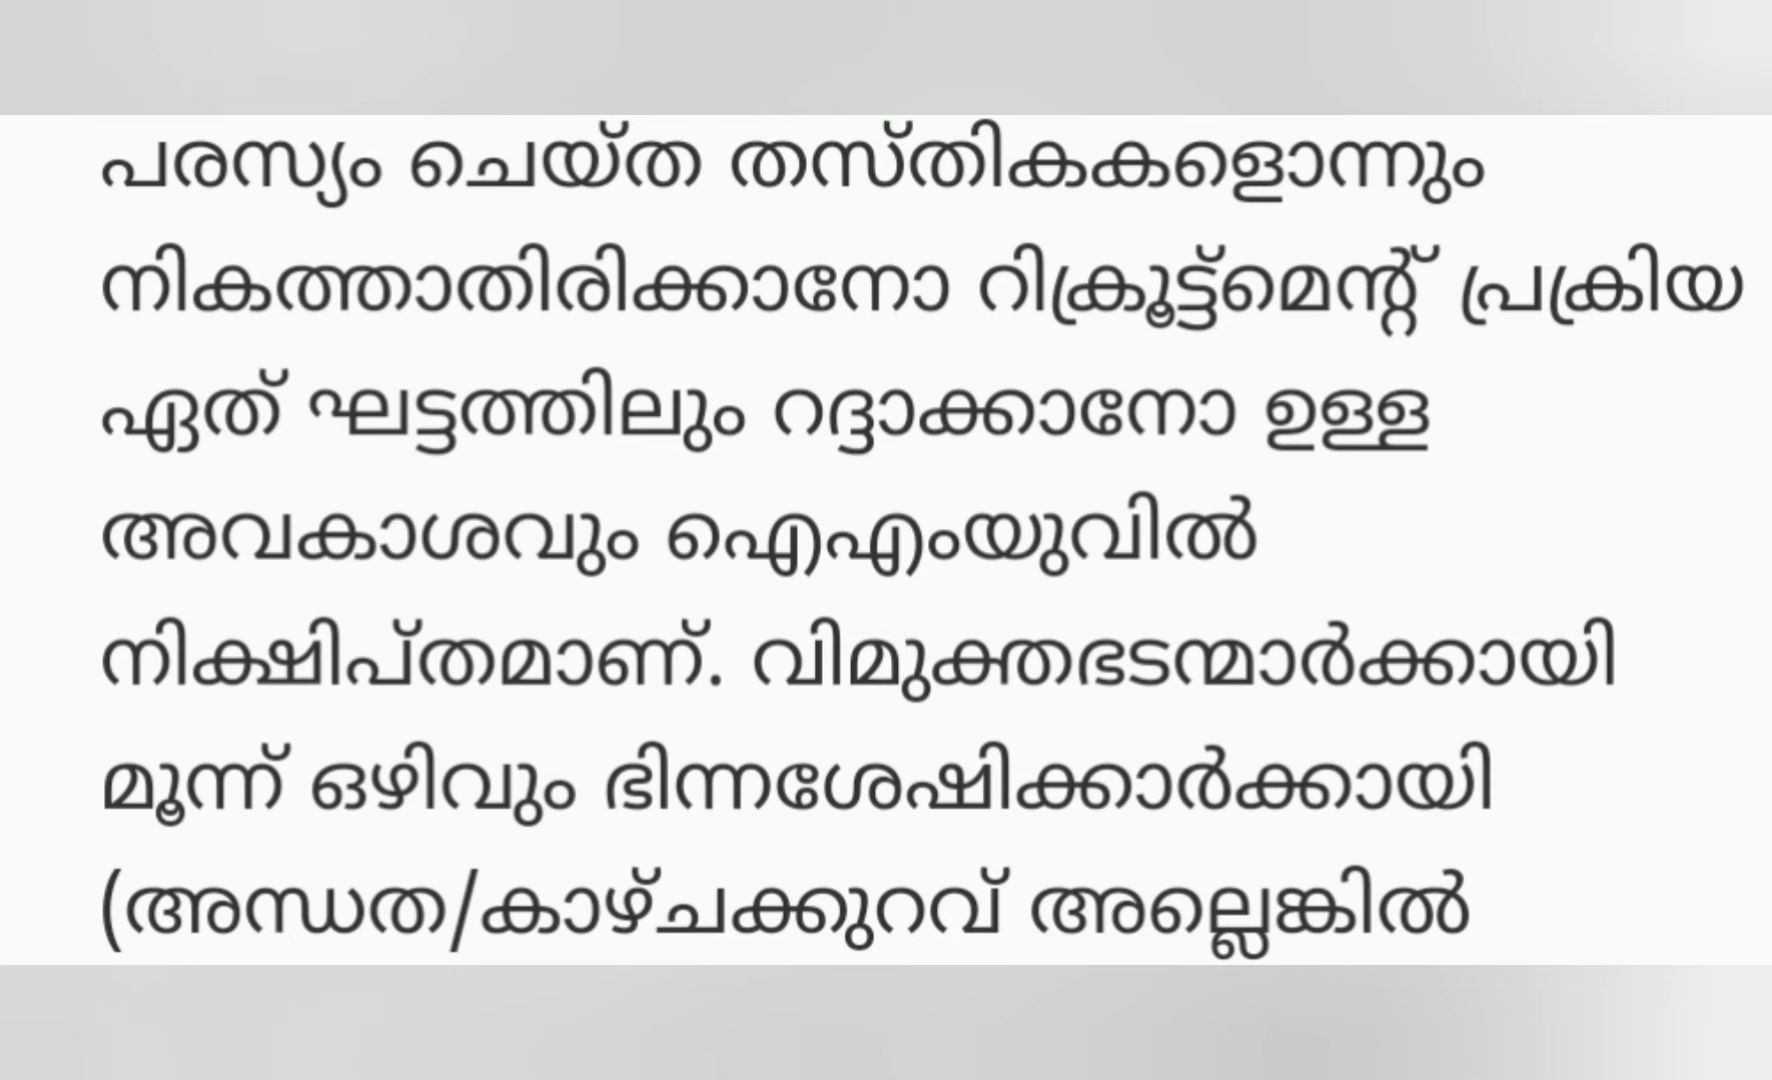 പരസ്യം ചെയ്ത തസ്തികകളൊന്നും
നികത്താതിരിക്കാനോ റിക്രൂട്ട്മെന്റ് പ്രക്രിയ
ഏത് ഘട്ടത്തിലും റദ്ദാക്കാനോ ഉള്ള
അവകാശവും ഐഎംയുവിൽ
നിക്ഷിപ്തമാണ്. വിമുക്തഭടന്മാർക്കായി
മൂന്ന് ഒഴിവും ഭിന്നശേഷിക്കാർക്കായി
(അന്ധത/കാഴ്ചക്കുറവ് അല്ലെങ്കിൽ